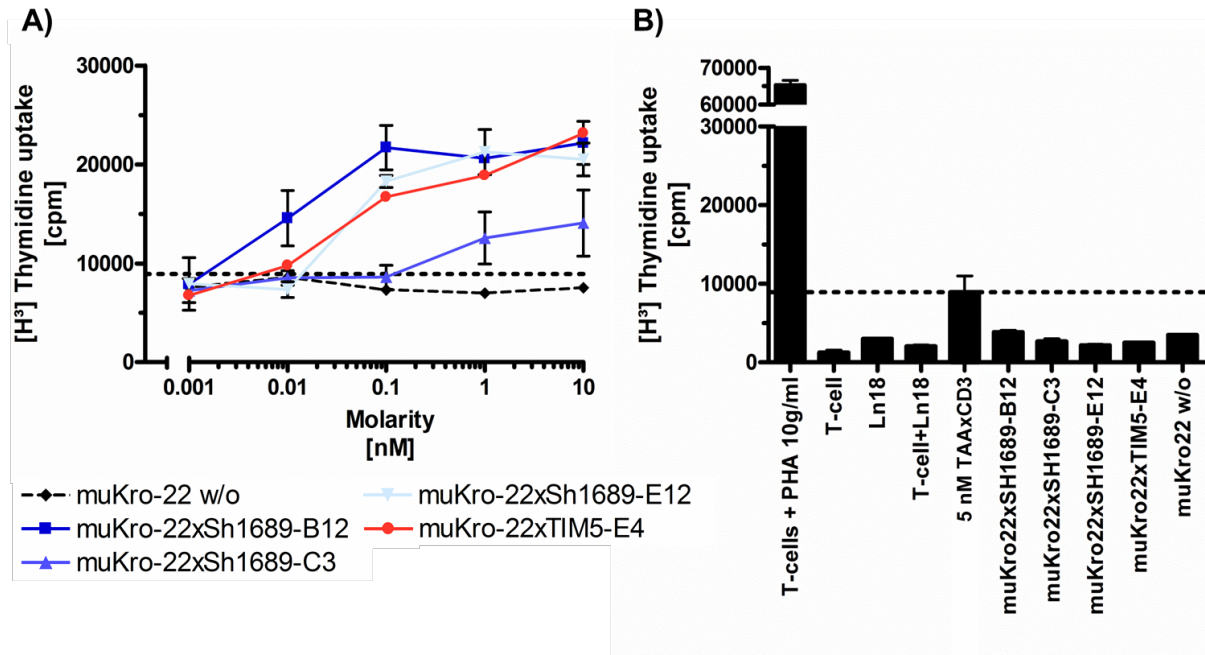 A)
[H³] Thymidine uptake
[cpm]
30000
20000
10000
0
0.001
0.01
0.1
1
10
Molarity
[nM]
muKro-22 w/o
muKro-22xSh1689-E12
muKro-22xSh1689-B12
muKro-22xTIM5-E4
muKro-22xSh1689-C3
B)
[H³] Thymidine uptake
[cpm]
70000
60000
30000
20000
10000
0
T-cells + PHA 10g/ml
T-cell
Ln18
T-cell+Ln18
5 nM TAAxCD3
muKro22xSH1689-B12
muKro22xSH1689-C3
muKro22xSH1689-E12
muKro22xTIM5-E4
muKro22 w/o